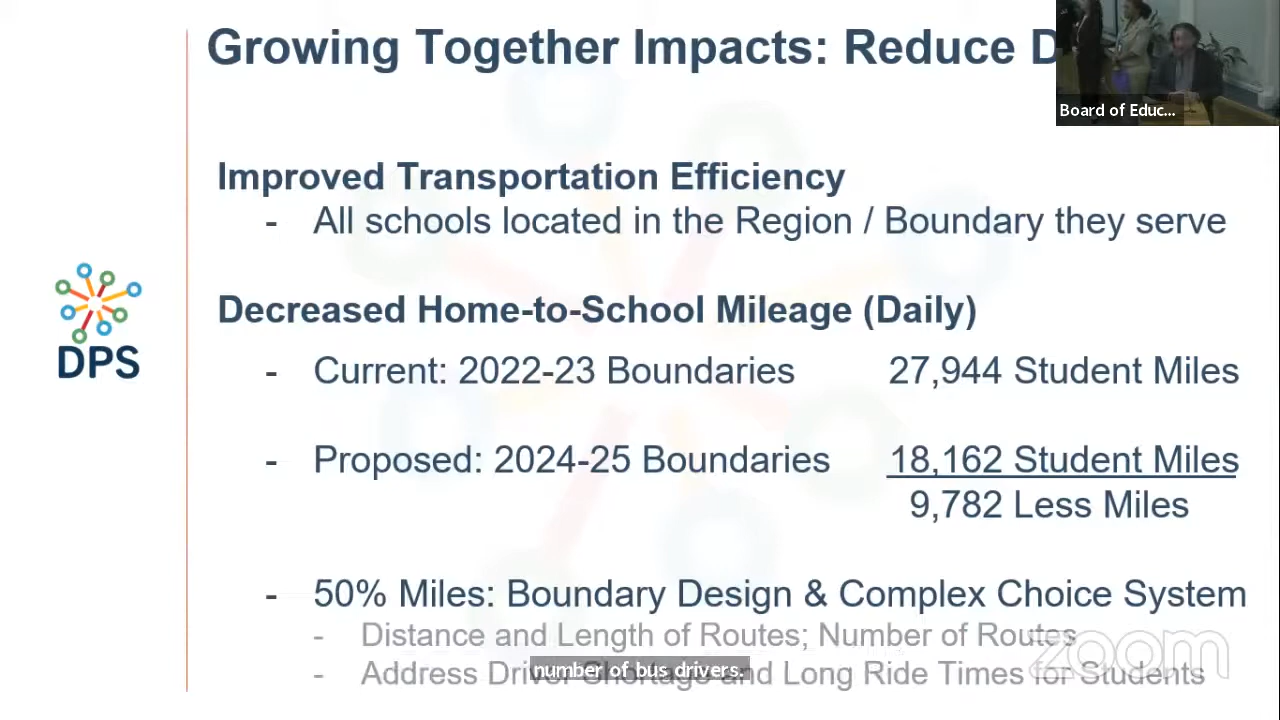 Growing Together Impacts: Reduce D
Board of Educ...
Improved Transportation Efficiency
- All schools located in the Region / Boundary they serve
Decreased Home-to-School Mileage (Daily)
- Current: 2022-23 Boundaries 27,944 Student Miles
- Proposed: 2024-25 Boundaries 18,162 Student Miles
9,782 Less Miles
DPS
- 50% Miles: Boundary Design & Complex Choice System
- Distance and Length of Routes; Number of Routes
- Address Driver Shortage and Long Ride Times for Students
number of bus drivers.
zoom